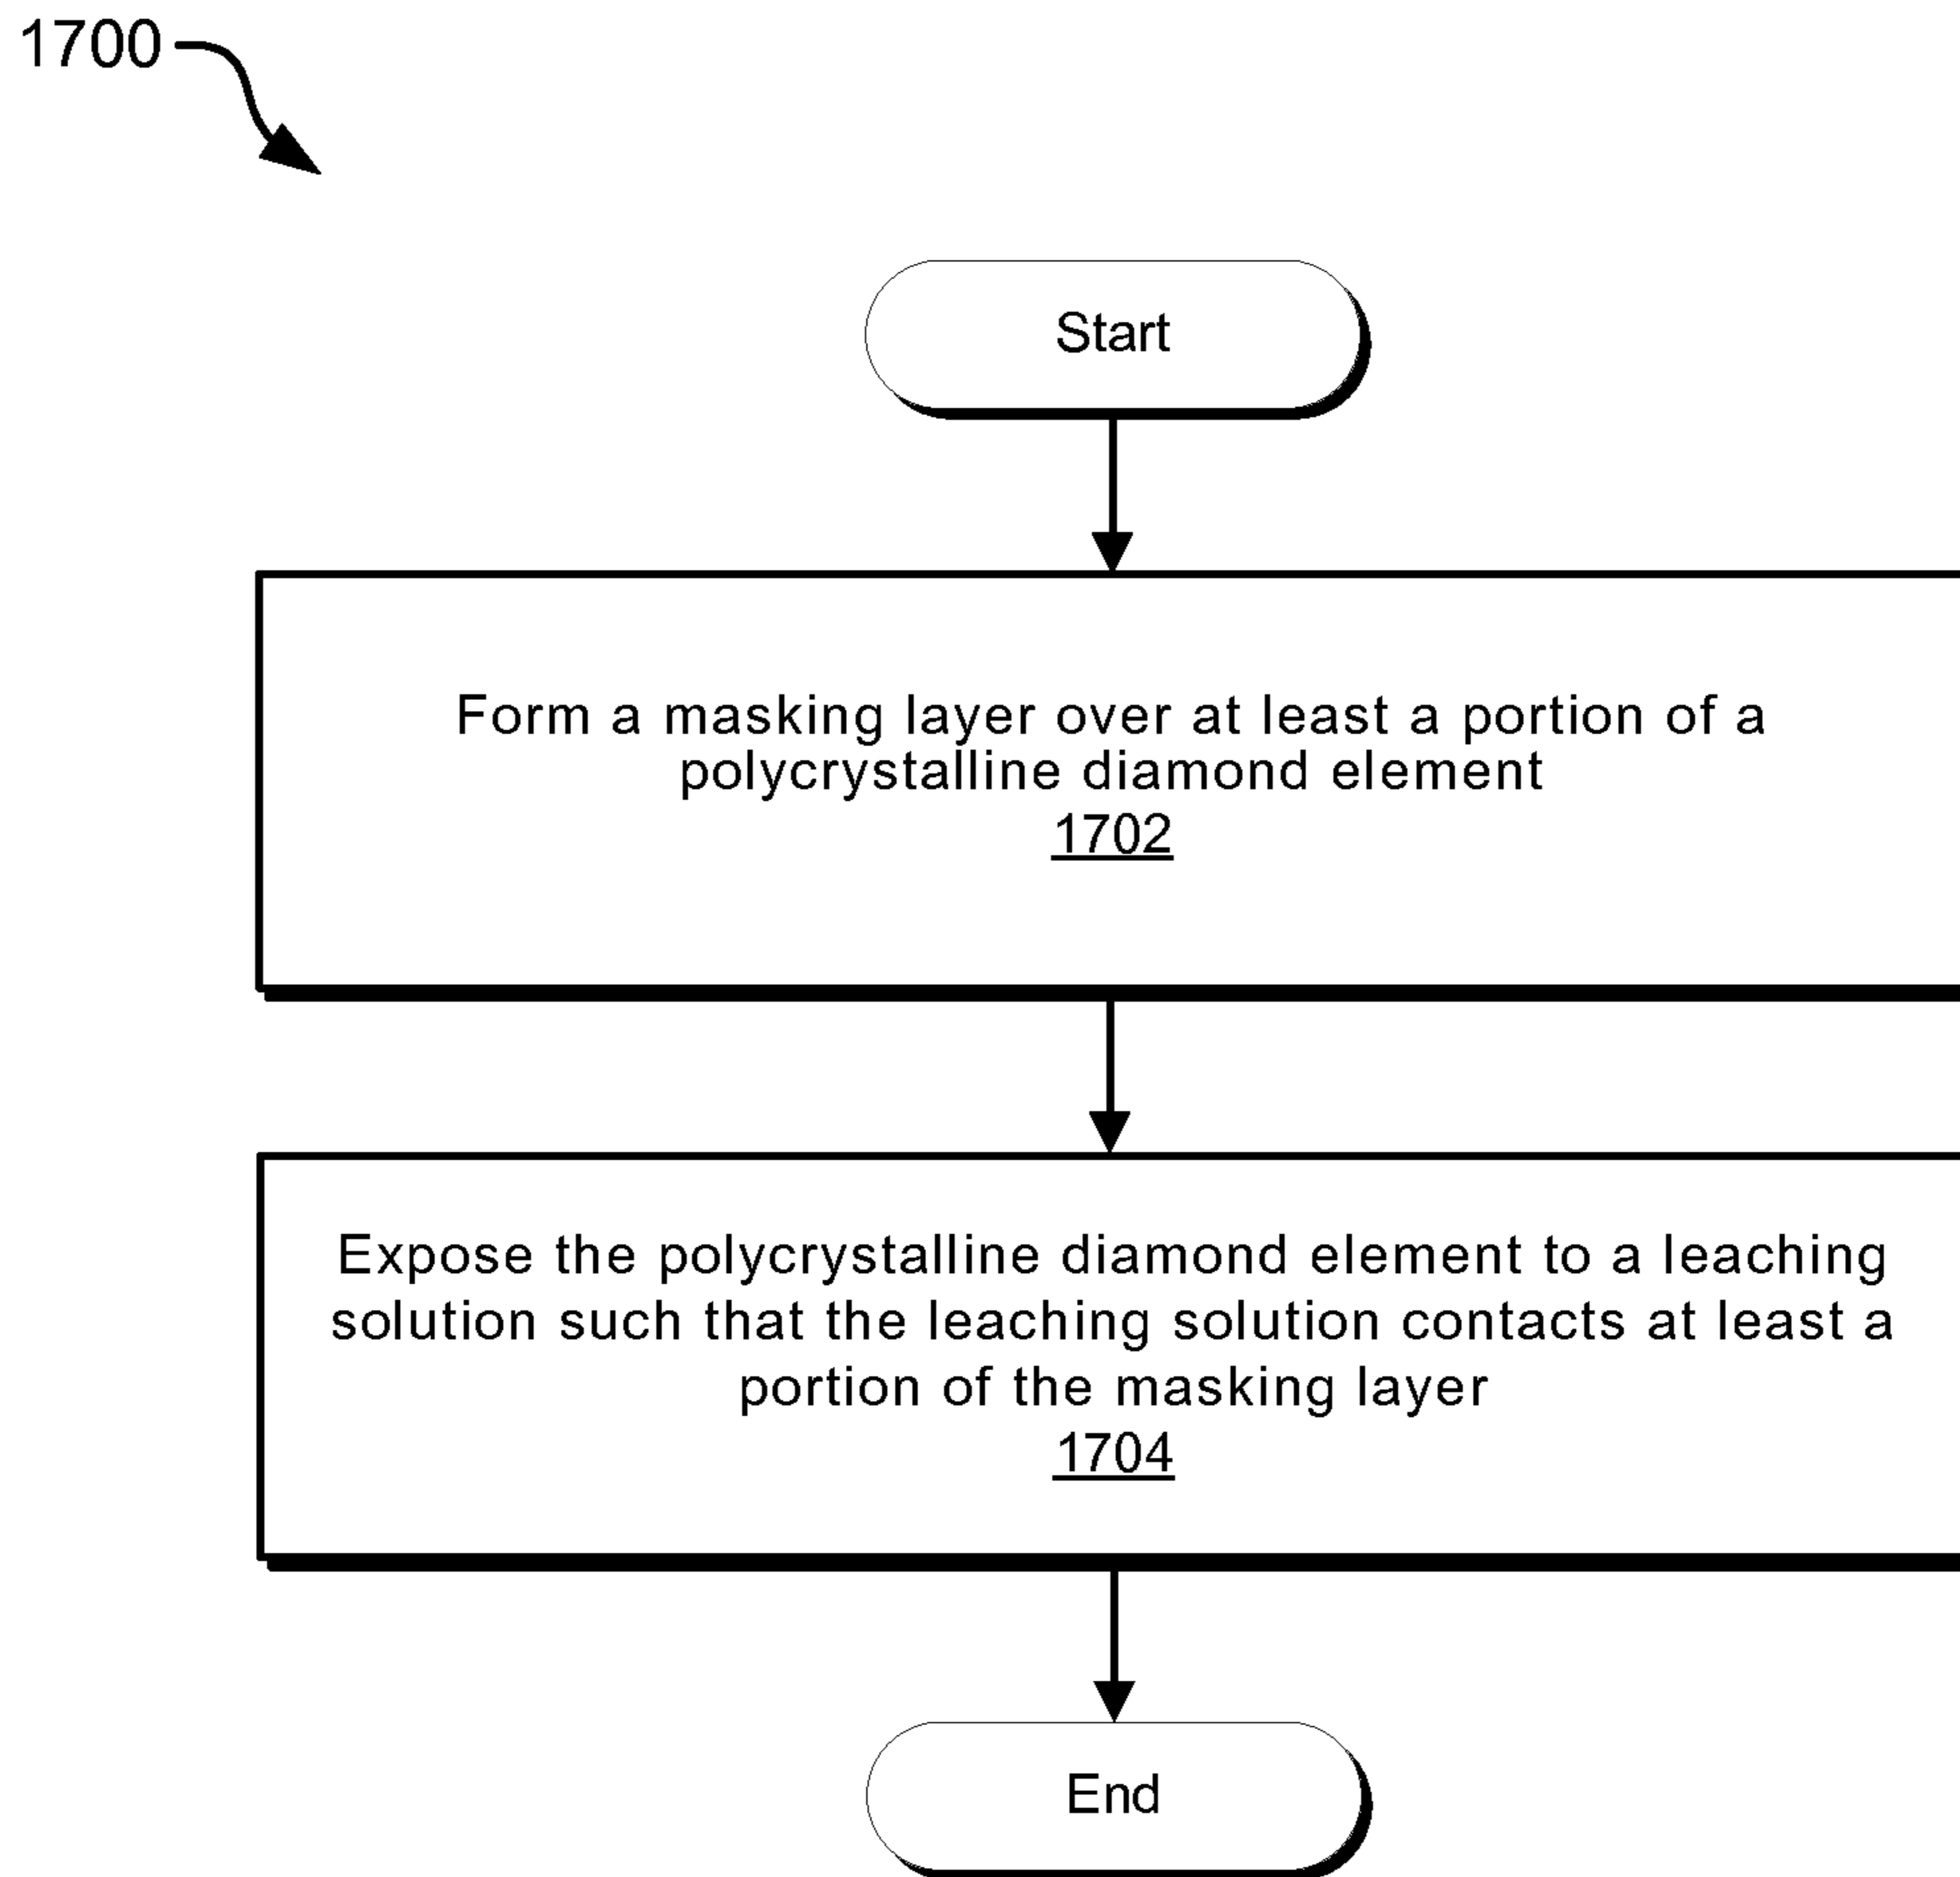 1700
Start
Form a masking layer over at least a portion of a
polycrystalline diamond element
1702
Expose the polycrystalline diamond element to a leaching
solution such that the leaching solution contacts at least a
portion of the masking layer
1704
End